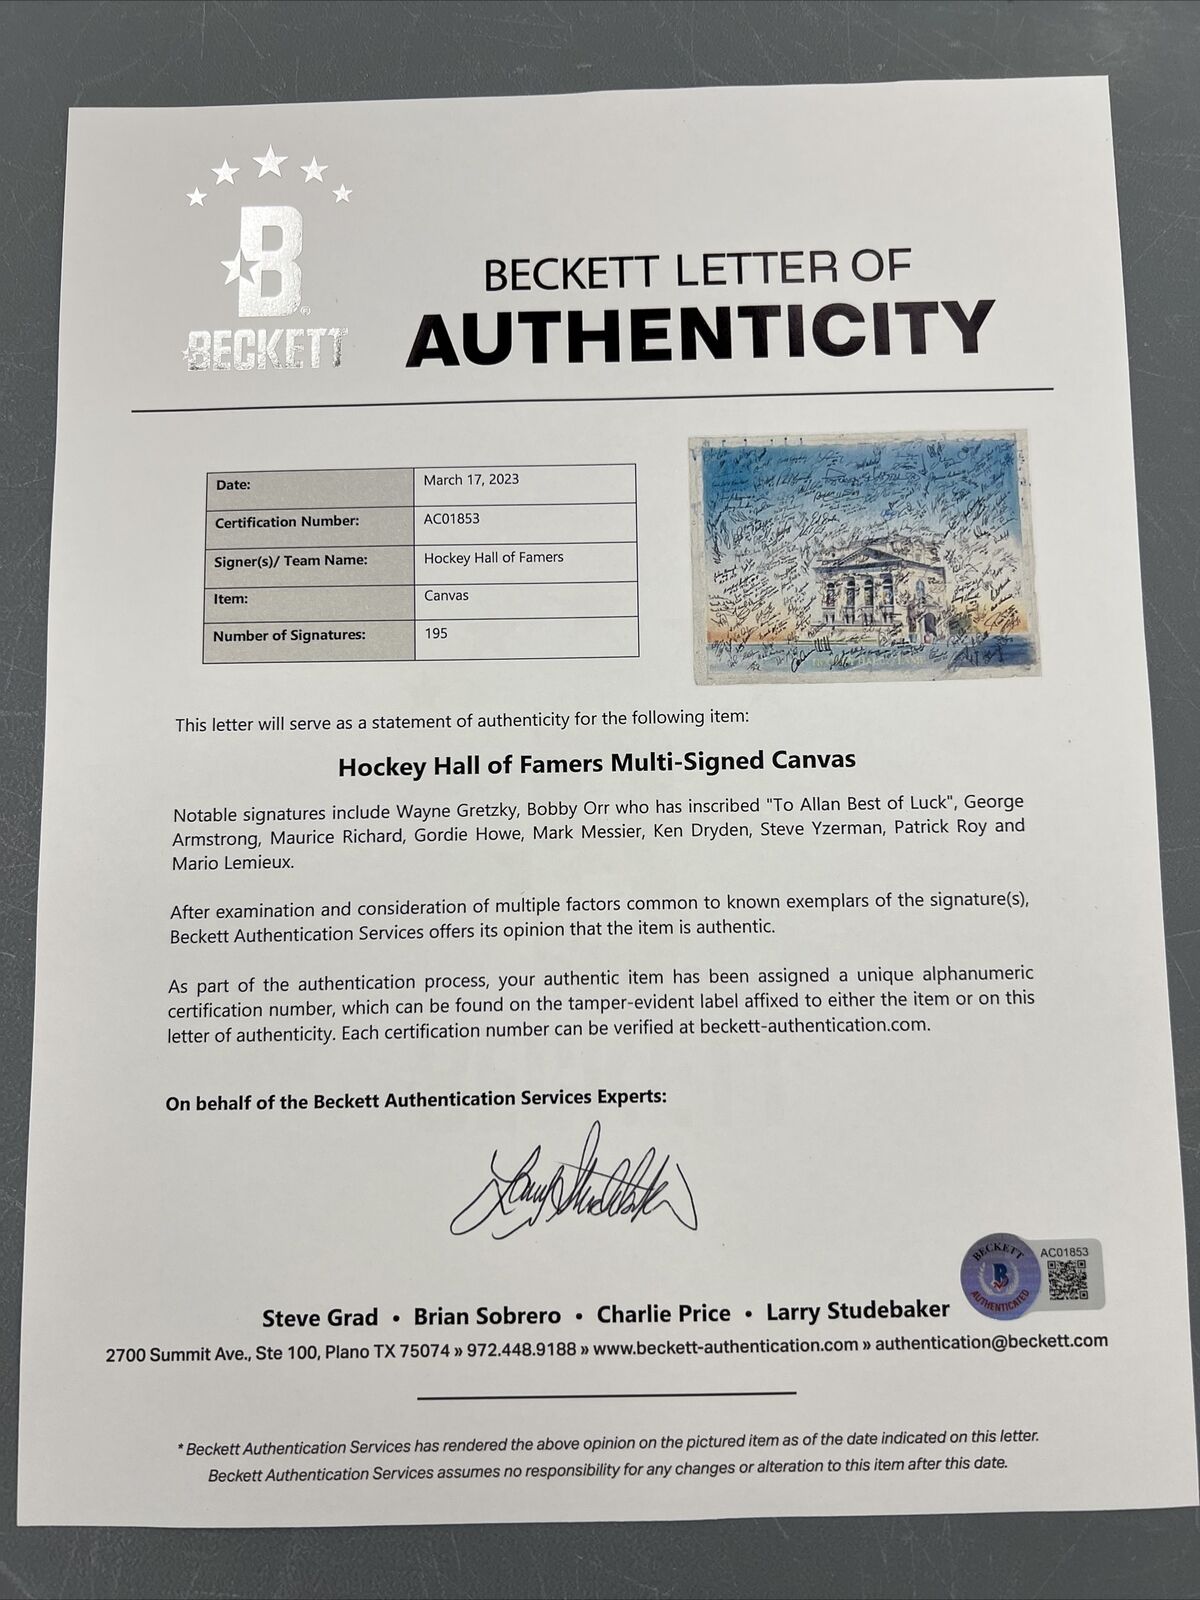 BECKETT
BECKETT LETTER OF
AUTHENTICITY
Date: March 17, 2023
Certification Number: AC01853
Signer(s)/ Team Name: Hockey Hall of Famers
Item: Canvas
Number of Signatures: 195
This letter will serve as a statement of authenticity for the following item:
Hockey Hall of Famers Multi-Signed Canvas
Notable signatures include Wayne Gretzky, Bobby Orr who has inscribed "To Allan Best of Luck", George
Armstrong, Maurice Richard, Gordie Howe, Mark Messier, Ken Dryden, Steve Yzerman, Patrick Roy and
Mario Lemieux.
After examination and consideration of multiple factors common to known exemplars of the signature(s),
Beckett Authentication Services offers its opinion that the item is authentic.
As part of the authentication process, your authentic item has been assigned a unique alphanumeric
certification number, which can be found on the tamper-evident label affixed to either the item or on this
letter of authenticity. Each certification number can be verified at beckett-authentication.com.
On behalf of the Beckett Authentication Services Experts:
Larry Studebaker
BECKETT
B
AUTHENTICATED
AC01853
Steve Grad • Brian Sobrero • Charlie Price • Larry Studebaker
2700 Summit Ave., Ste 100, Plano TX 75074 » 972.448.9188 » www.beckett-authentication.com » authentication@beckett.com
* Beckett Authentication Services has rendered the above opinion on the pictured item as of the date indicated on this letter.
Beckett Authentication Services assumes no responsibility for any changes or alteration to this item after this date.